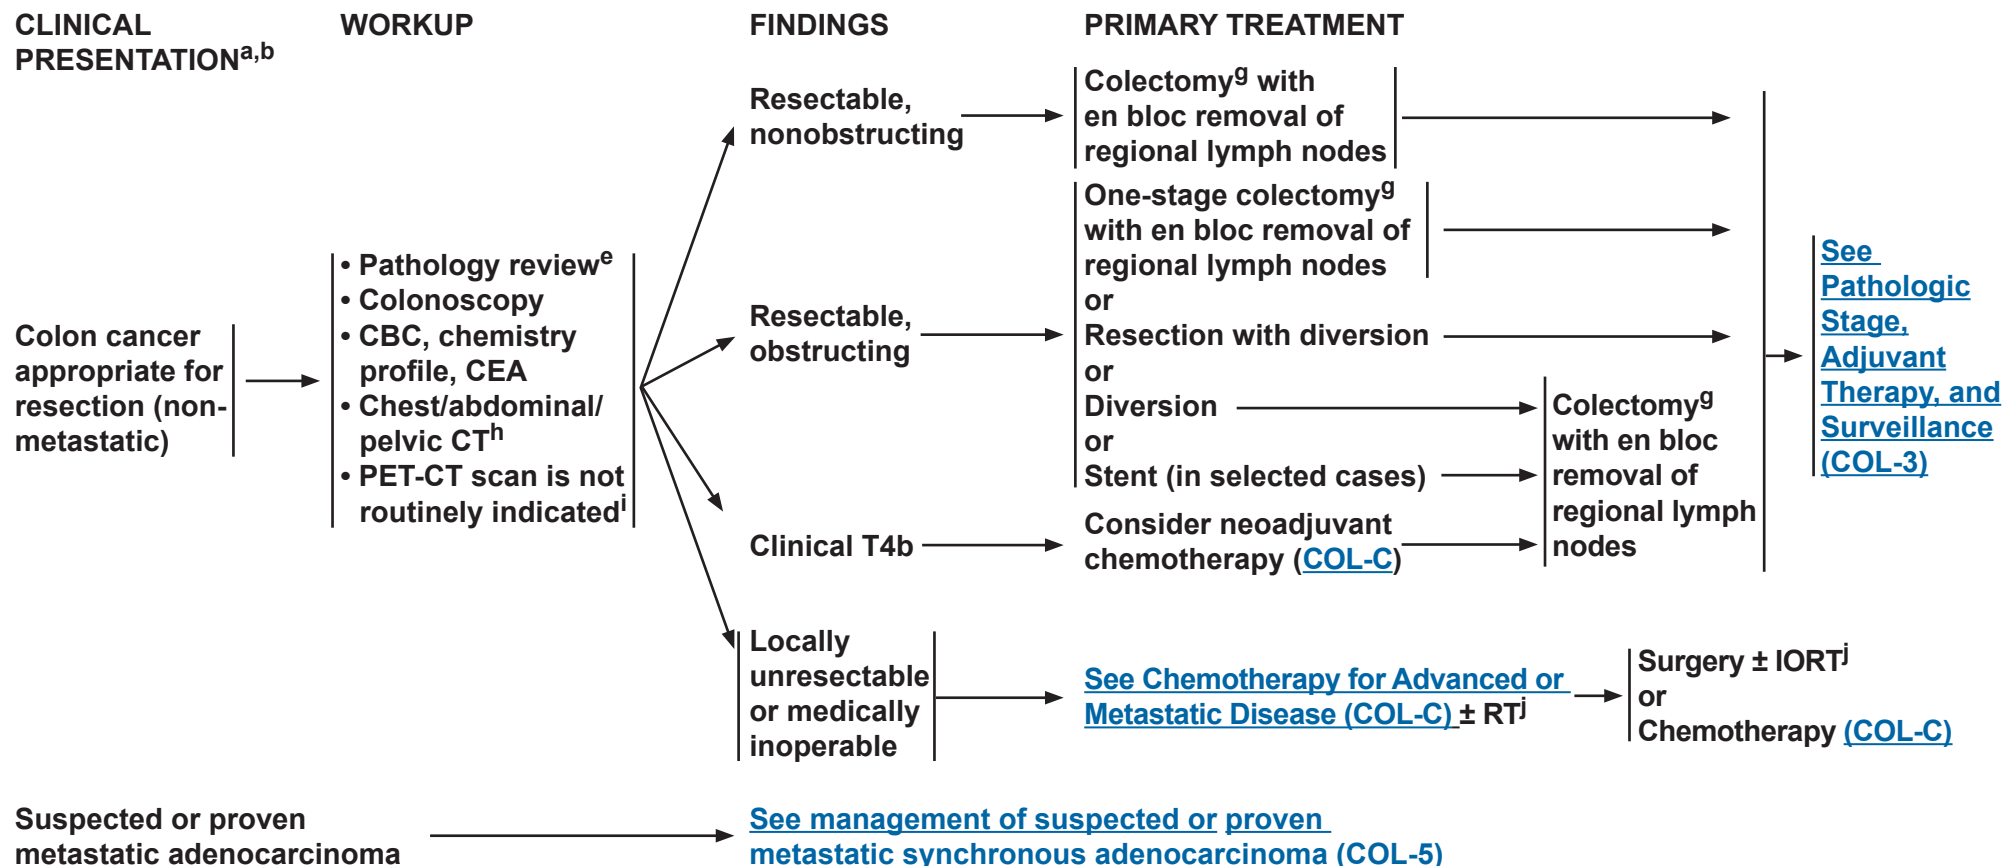 CLINICAL
PRESENTATIONa,b
WORKUP
FINDINGS
PRIMARY TREATMENT
Colon cancer
appropriate for
resection (non-
metastatic)
• Pathology reviewe
• Colonoscopy
• CBC, chemistry
profile, CEA
• Chest/abdominal/
pelvic CTh
• PET-CT scan is not
routinely indicatedi
Resectable,
nonobstructing
Colectomyg with
en bloc removal of
regional lymph nodes
Resectable,
obstructing
One-stage colectomyg
with en bloc removal of
regional lymph nodes
or
Resection with diversion
or
Diversion
or
Stent (in selected cases)
Clinical T4b
Consider neoadjuvant
chemotherapy (COL-C)
Colectomyg
with en bloc
removal of
regional lymph
nodes
See
Pathologic
Stage,
Adjuvant
Therapy, and
Surveillance
(COL-3)
Locally
unresectable
or medically
inoperable
See Chemotherapy for Advanced or
Metastatic Disease (COL-C) ± RTj
Surgery ± IORTj
or
Chemotherapy (COL-C)
Suspected or proven
metastatic adenocarcinoma
See management of suspected or proven
metastatic synchronous adenocarcinoma (COL-5)